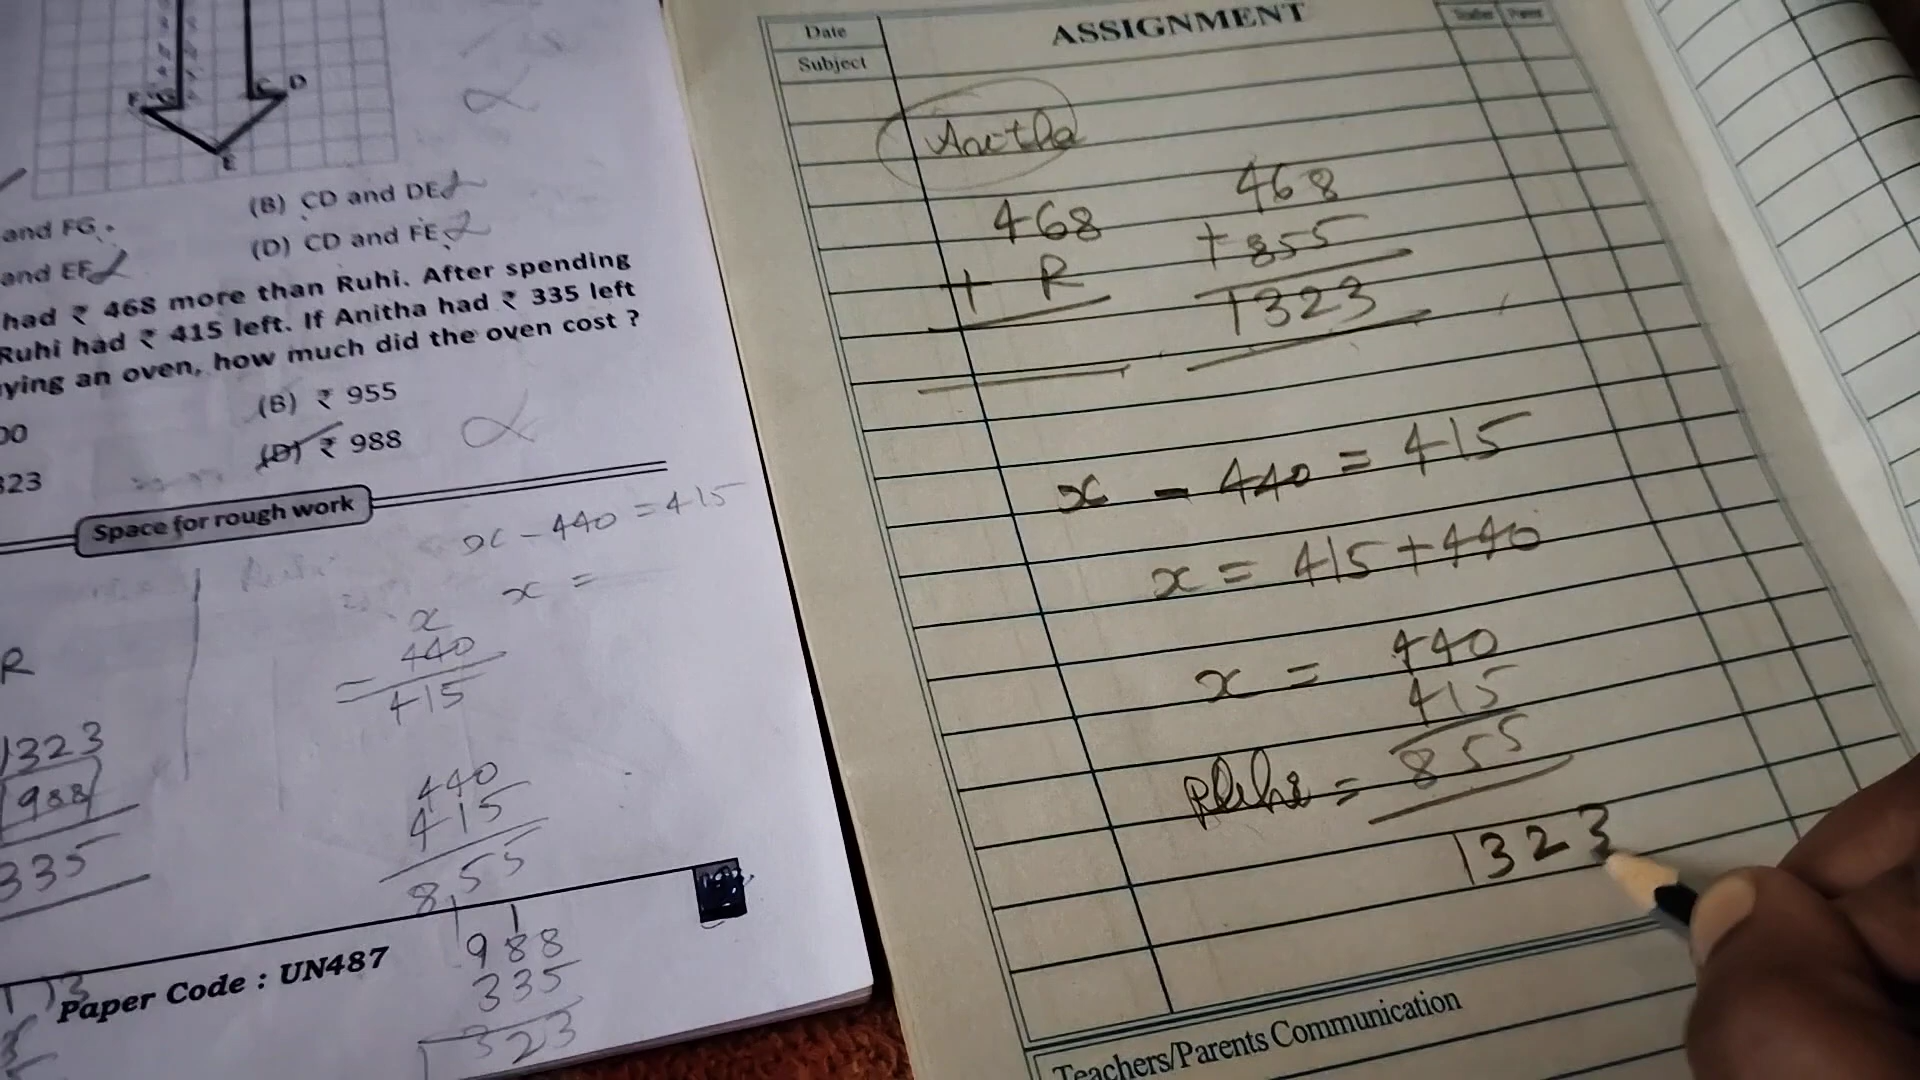 C D
E
(B) CD and DE
and FG.
(D) CD and FE
and EF
had ₹ 468 more than Ruhi. After spending
Ruhi had ₹ 415 left. If Anitha had ₹ 335 left
ying an oven, how much did the oven cost ?
(B) ₹ 955
00
(D) ₹ 988
323
Space for rough work
x - 440 = 415
x =
x
440
= 415
R
1323
988
335
440
415
855
988
335
1323
Paper Code : UN487
Date
ASSIGNMENT
Teacher Parent
Subject
Anitha
468
+ R
468
+ 855
1323
x - 440 = 415
x = 415 + 440
x = 440
415
= 855
1323
Teachers/Parents Communication